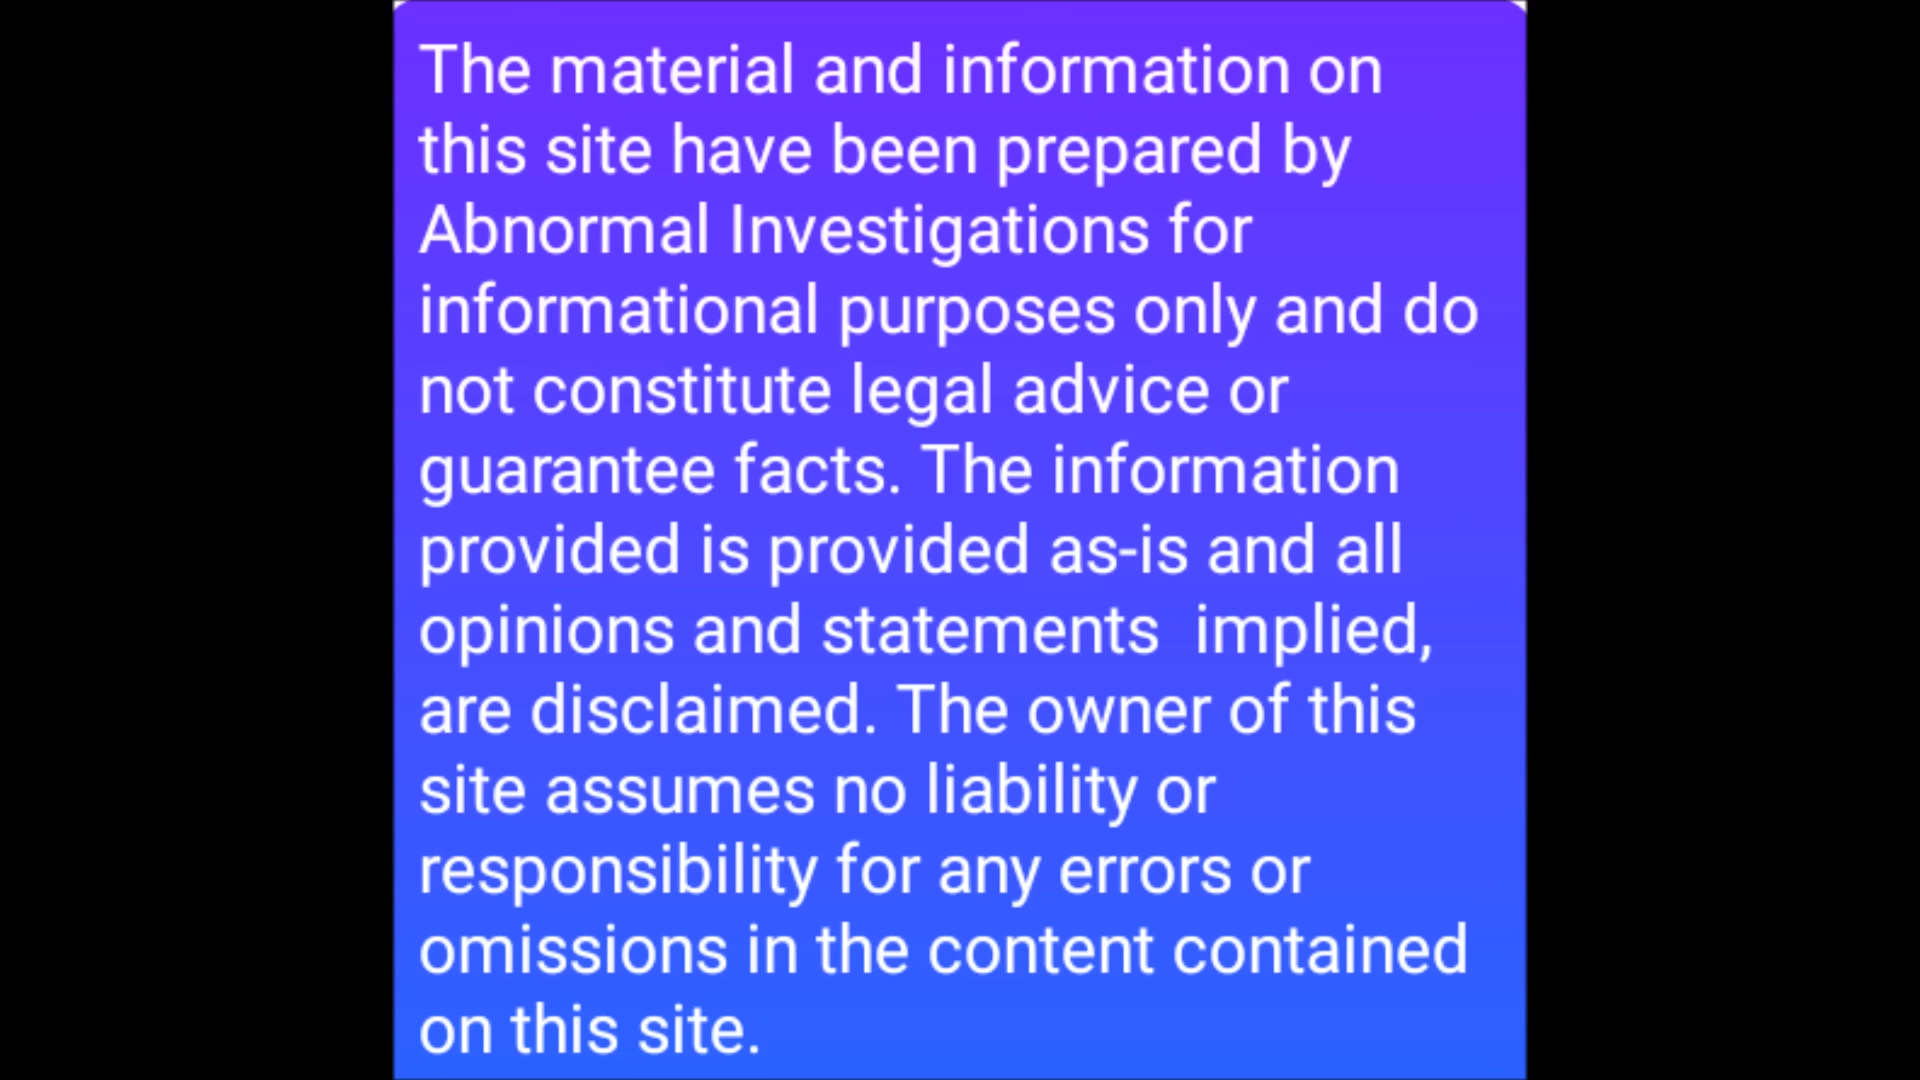 The material and information on
this site have been prepared by
Abnormal Investigations for
informational purposes only and do
not constitute legal advice or
guarantee facts. The information
provided is provided as-is and all
opinions and statements  implied,
are disclaimed. The owner of this
site assumes no liability or
responsibility for any errors or
omissions in the content contained
on this site.